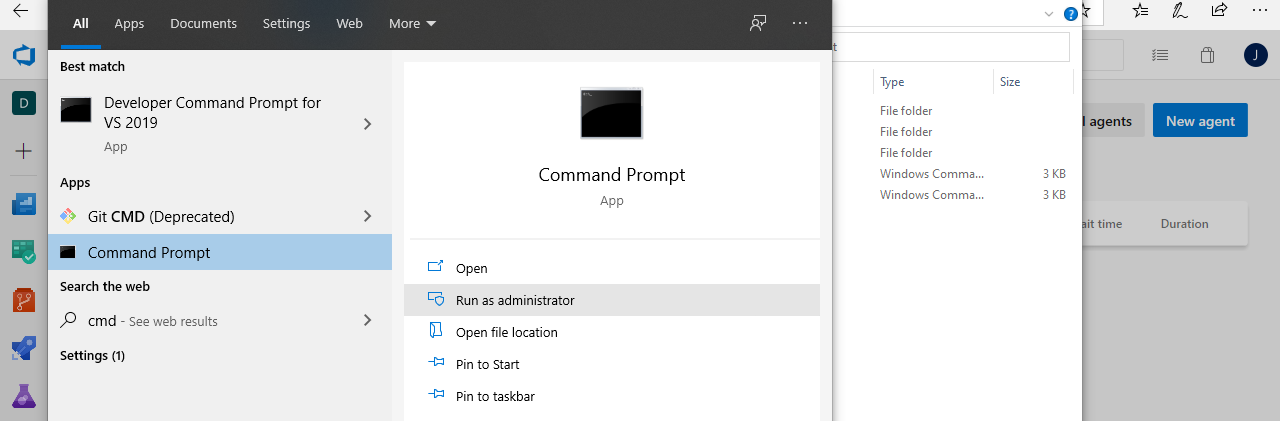 All Apps Documents Settings Web More
Best match
Developer Command Prompt for
VS 2019
App
Apps
Git CMD (Deprecated)
Command Prompt
Search the web
cmd - See web results
Settings (1)
Command Prompt
App
Open
Run as administrator
Open file location
Pin to Start
Pin to taskbar
Type Size
File folder
File folder
File folder
Windows Comma... 3 KB
Windows Comma... 3 KB
D
J
agents New agent
ait time Duration